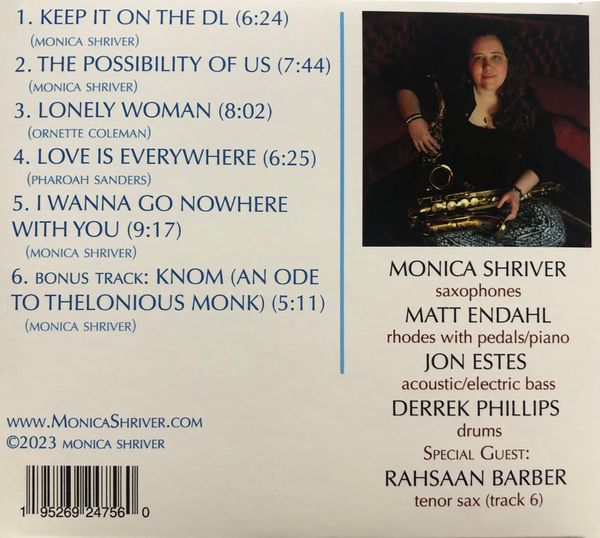 1. KEEP IT ON THE DL (6:24)
(MONICA SHRIVER)
2. THE POSSIBILITY OF US (7:44)
(MONICA SHRIVER)
3. LONELY WOMAN (8:02)
(ORNETTE COLEMAN)
4. LOVE IS EVERYWHERE (6:25)
(PHAROAH SANDERS)
5. I WANNA GO NOWHERE
WITH YOU (9:17)
(MONICA SHRIVER)
6. BONUS TRACK: KNOM (AN ODE
TO THELONIOUS MONK) (5:11)
(MONICA SHRIVER)
WWW.MONICASHRIVER.COM
©2023 MONICA SHRIVER
1 95269 24756 0
MONICA SHRIVER
saxophones
MATT ENDAHL
rhodes with pedals/piano
JON ESTES
acoustic/electric bass
DERREK PHILLIPS
drums
SPECIAL GUEST:
RAHSAAN BARBER
tenor sax (track 6)